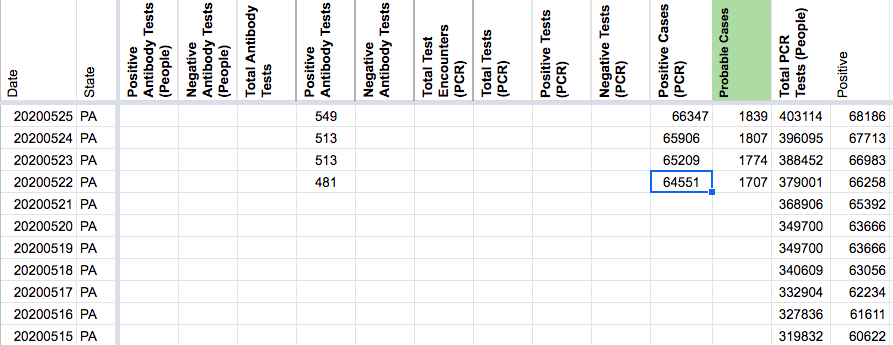 Date State Positive Antibody Tests (People) Negative Antibody Tests (People) Total Antibody Tests Positive Antibody Tests Negative Antibody Tests Total Test Encounters (PCR) Total Tests (PCR) Positive Tests (PCR) Negative Tests (PCR) Positive Cases (PCR) Probable Cases Total PCR Tests (People) Positive
20200525 PA 549 66347 1839 403114 68186
20200524 PA 513 65906 1807 396095 67713
20200523 PA 513 65209 1774 388452 66983
20200522 PA 481 64551 1707 379001 66258
20200521 PA 368906 65392
20200520 PA 349700 63666
20200519 PA 349700 63666
20200518 PA 340609 63056
20200517 PA 332904 62234
20200516 PA 327836 61611
20200515 PA 319832 60622